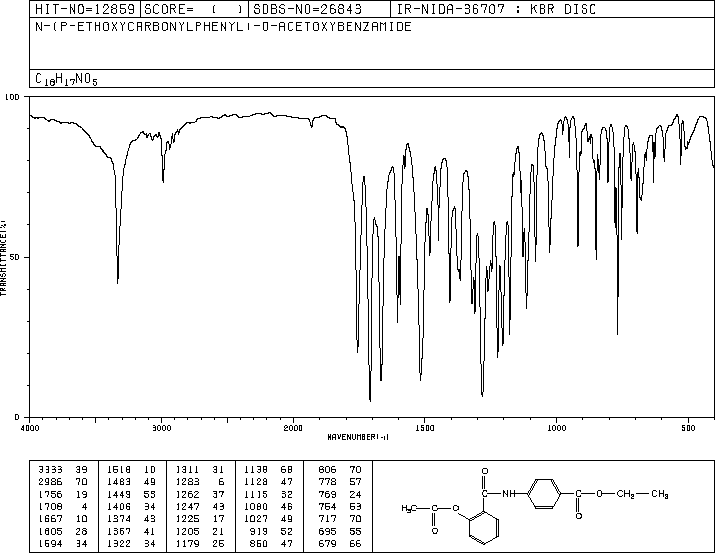 HIT-NO=12859 SCORE= ( ) SDBS-NO=26843 IR-NIDA-36707 : KBR DISC
N-(P-ETHOXYCARBONYLPHENYL)-O-ACETOXYBENZAMIDE
C18H17NO5
100
50
0
TRANSMITTANCE(%)
4000 3000 2000 1500 1000 500
WAVENUMBER(-1)
3333 39 1518 10 1311 31 1138 68 806 70
2986 70 1483 49 1283 6 1128 47 778 57
1756 19 1449 55 1262 37 1115 32 769 24
1708 4 1406 34 1247 43 1080 46 754 53
1667 10 1374 43 1225 17 1027 49 717 70
1605 28 1367 41 1205 21 919 52 695 55
1594 34 1322 34 1179 25 850 47 679 66
O
C NH C O CH2 CH3
O
H3C C O
O